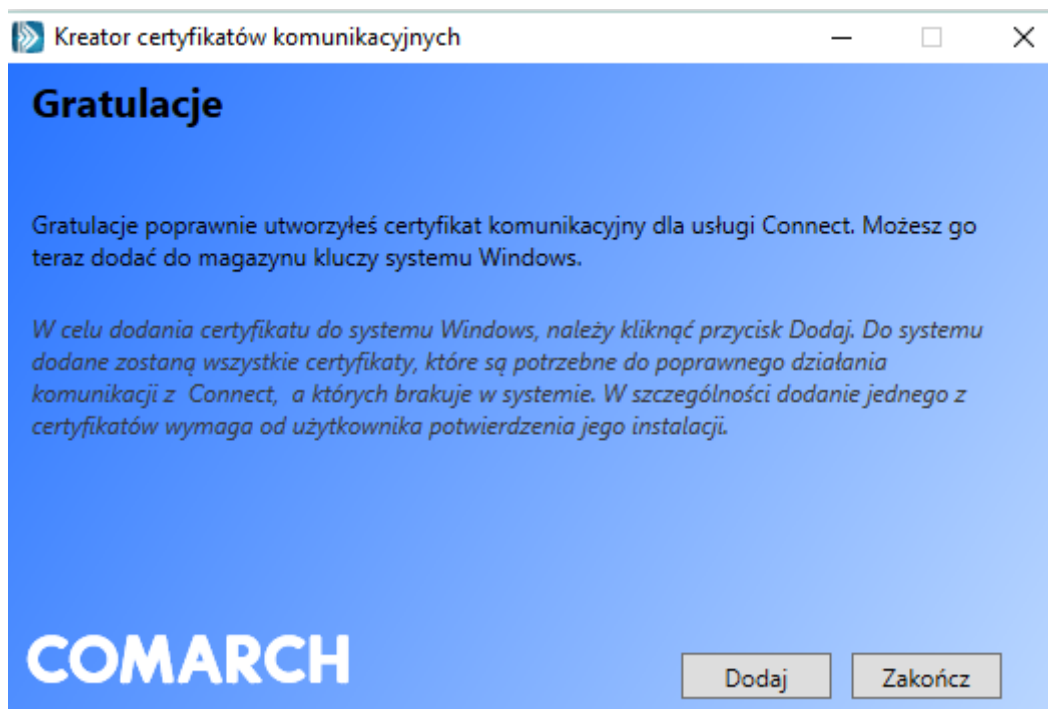 Kreator certyfikatów komunikacyjnych
Gratulacje
Gratulacje poprawnie utworzyłeś certyfikat komunikacyjny dla usługi Connect. Możesz go
teraz dodać do magazynu kluczy systemu Windows.
W celu dodania certyfikatu do systemu Windows, należy kliknąć przycisk Dodaj. Do systemu
dodane zostaną wszystkie certyfikaty, które są potrzebne do poprawnego działania
komunikacji z  Connect,  a których brakuje w systemie. W szczególności dodanie jednego z
certyfikatów wymaga od użytkownika potwierdzenia jego instalacji.
COMARCH
Dodaj
Zakończ